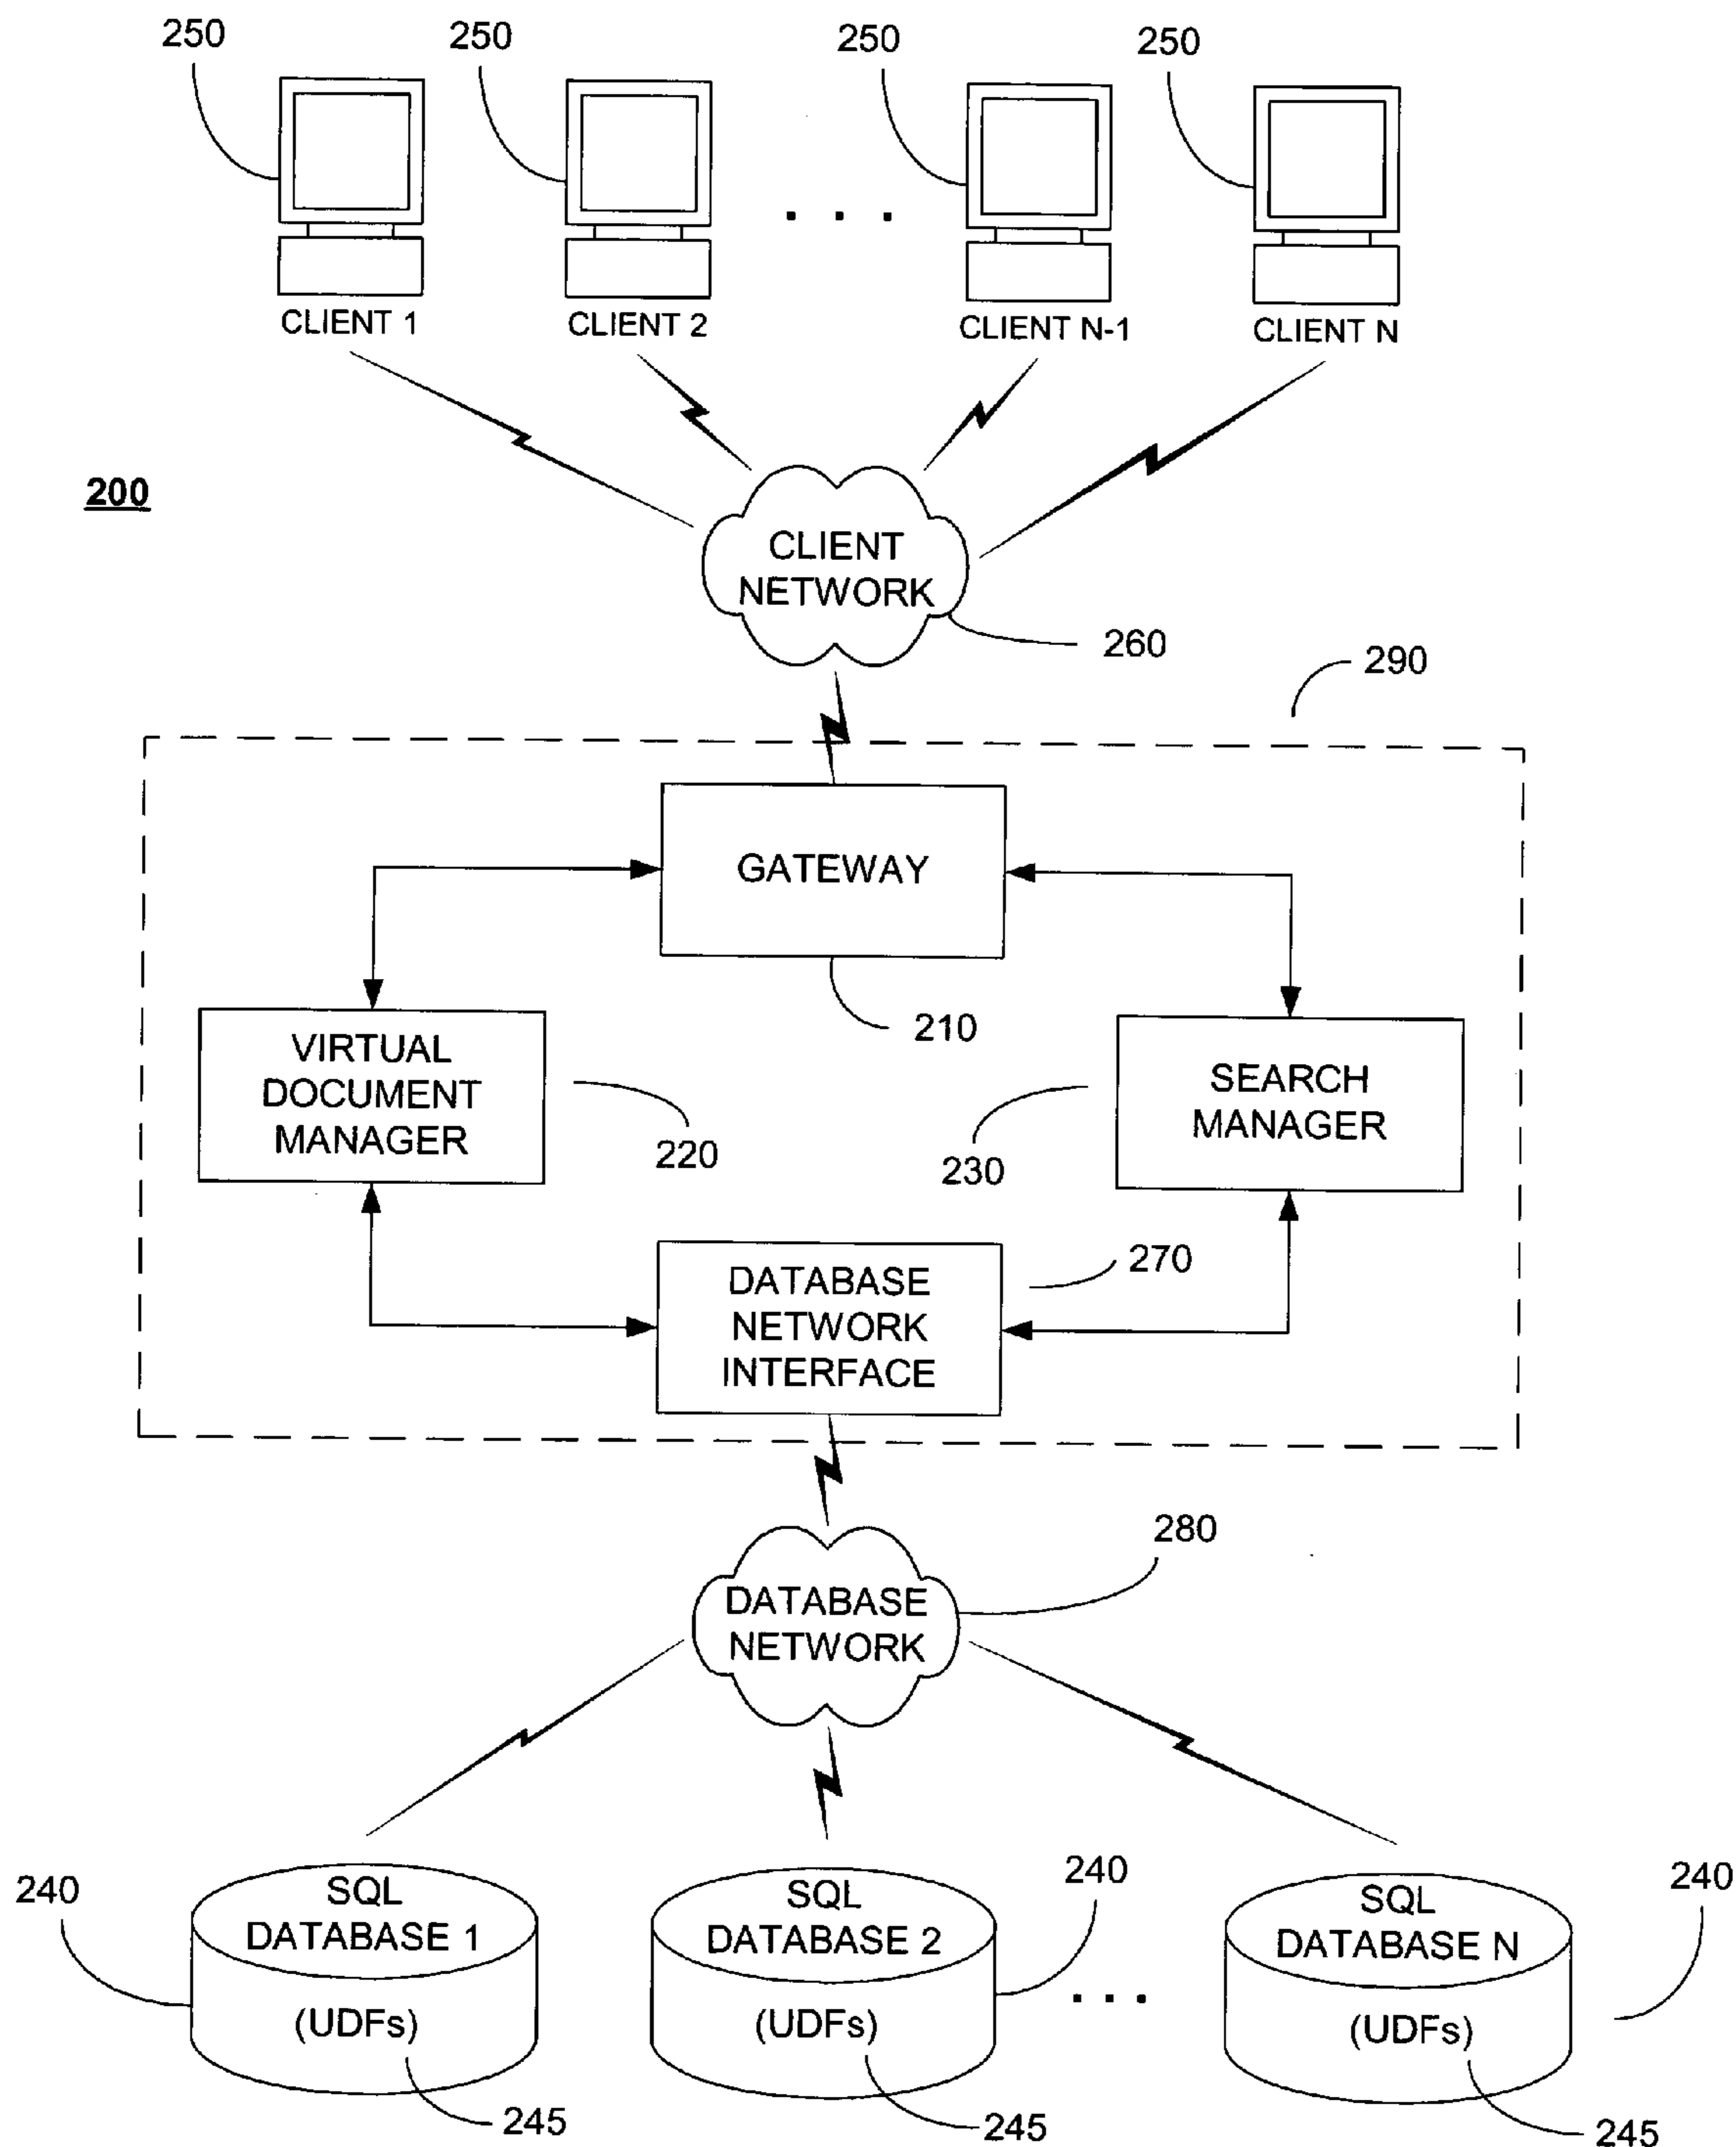 250
250
250
250
CLIENT 1
CLIENT 2
. . .
CLIENT N-1
CLIENT N
200
CLIENT
NETWORK
260
290
GATEWAY
210
VIRTUAL
DOCUMENT
MANAGER
220
SEARCH
MANAGER
230
DATABASE
NETWORK
INTERFACE
270
DATABASE
NETWORK
280
240
SQL
DATABASE 1
(UDFs)
245
SQL
DATABASE 2
(UDFs)
240
245
. . .
SQL
DATABASE N
(UDFs)
240
245